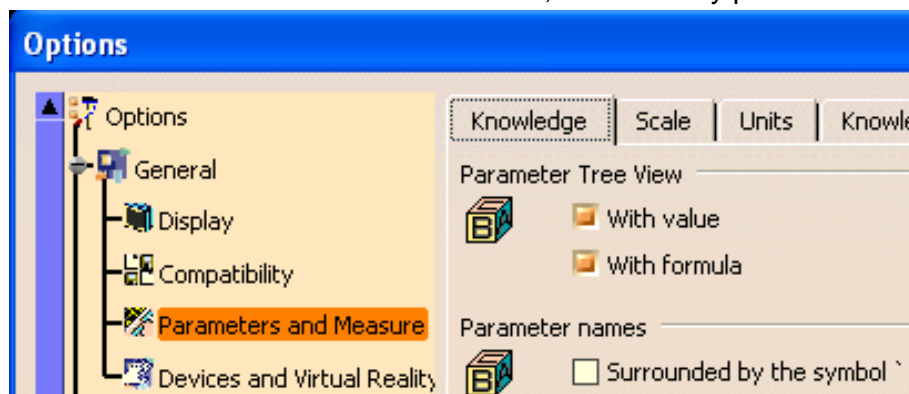 Options
Options
General
Display
Compatibility
Parameters and Measure
Devices and Virtual Reality
Knowledge Scale Units
Parameter Tree View
With value
With formula
Parameter names
Surrounded by the symbol `